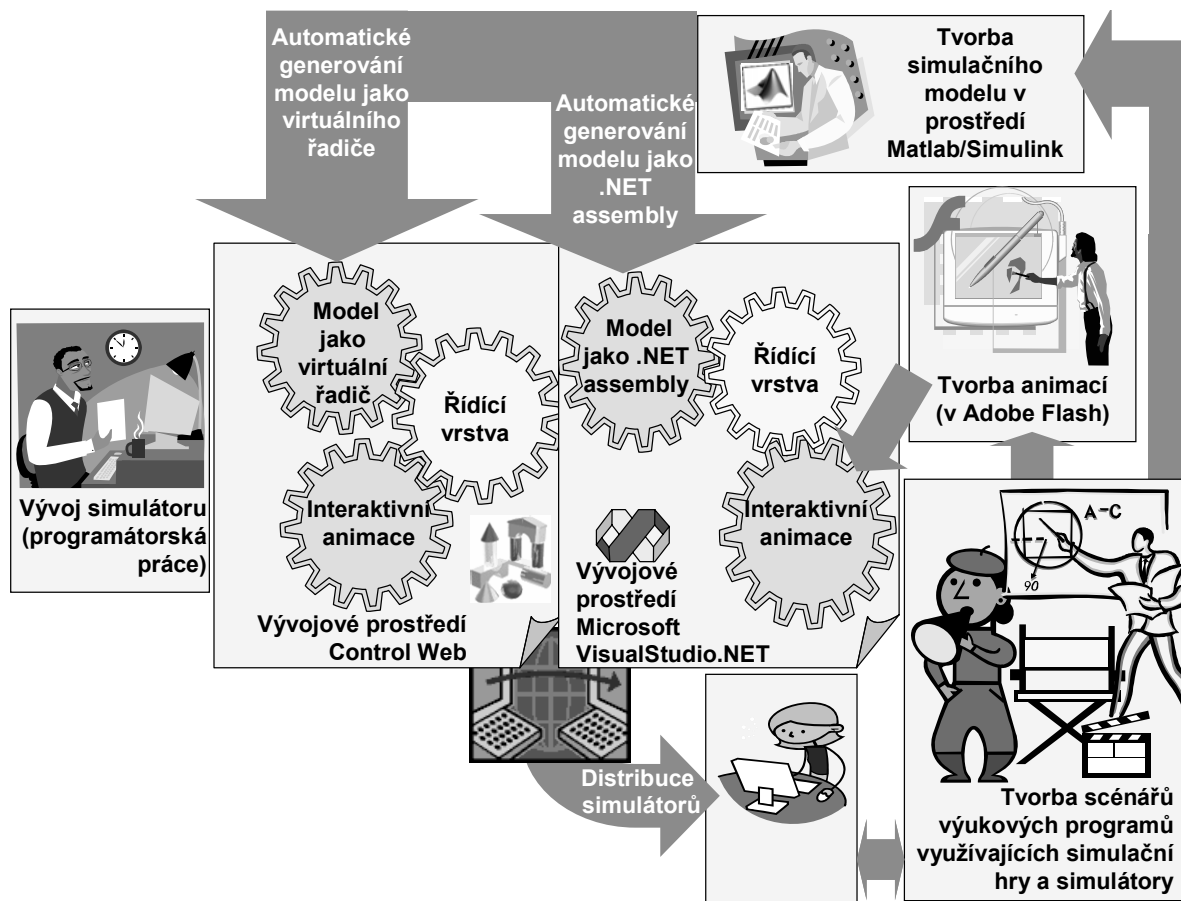 Automatické
generování
modelu jako
virtuálního
řadiče
Automatické
generování
modelu jako
.NET
assembly
Tvorba
simulačního
modelu v
prostředí
Matlab/Simulink
Model
jako
virtuální
řadič
Řídící
vrstva
Interaktivní
animace
Vývojové prostředí
Control Web
Model
jako .NET
assembly
Řídící
vrstva
Interaktivní
animace
Vývojové
prostředí
Microsoft
VisualStudio.NET
Tvorba animací
(v Adobe Flash)
Vývoj simulátoru
(programátorská
práce)
A-C
90
Distribuce
simulátorů
Tvorba scénářů
výukových programů
využívajících simulační
hry a simulátory